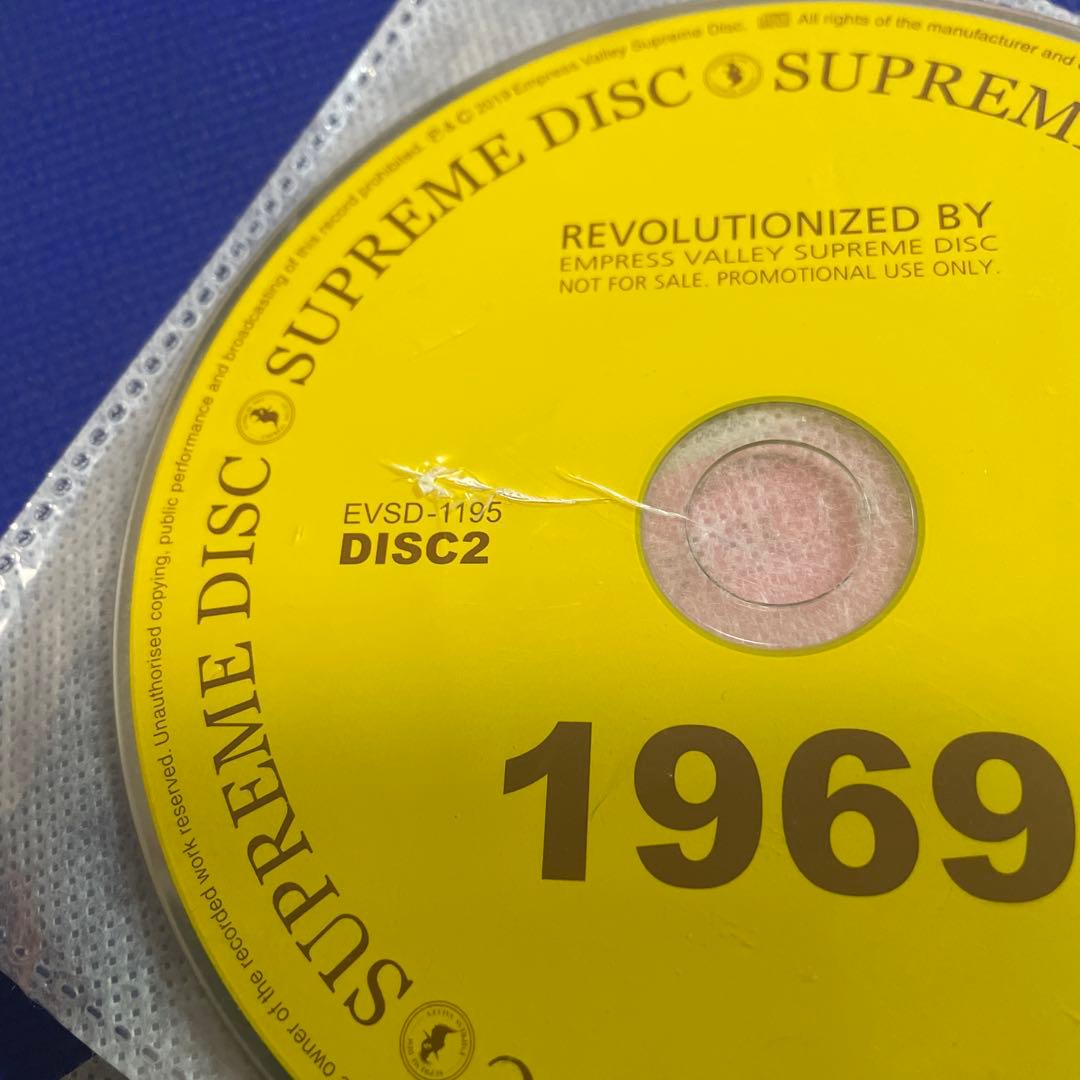 owner of the recorded work reserved. Unauthorised copying, public performance and broadcasting of this record prohibited. ℗ & © 2019 Empress Valley Supreme Disc. All rights of the manufacturer and
SUPREME DISC SUPREME DISC SUPREM
REVOLUTIONIZED BY
EMPRESS VALLEY SUPREME DISC
NOT FOR SALE. PROMOTIONAL USE ONLY.
EVSD-1195
DISC2
1969